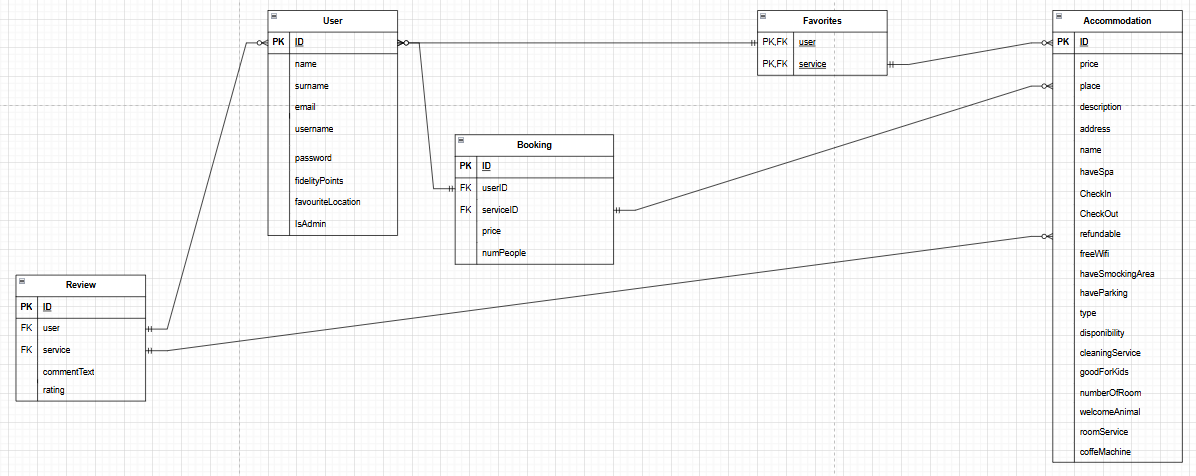 User
PK ID
name
surname
email
username
password
fidelityPoints
favouriteLocation
IsAdmin
Favorites
PK,FK user
PK,FK service
Accommodation
PK ID
price
place
description
address
name
haveSpa
CheckIn
CheckOut
refundable
freeWifi
haveSmockingArea
haveParking
type
disponibility
cleaningService
goodForKids
numberOfRoom
welcomeAnimal
roomService
coffeMachine
Booking
PK ID
FK userID
FK serviceID
price
numPeople
Review
PK ID
FK user
FK service
commentText
rating